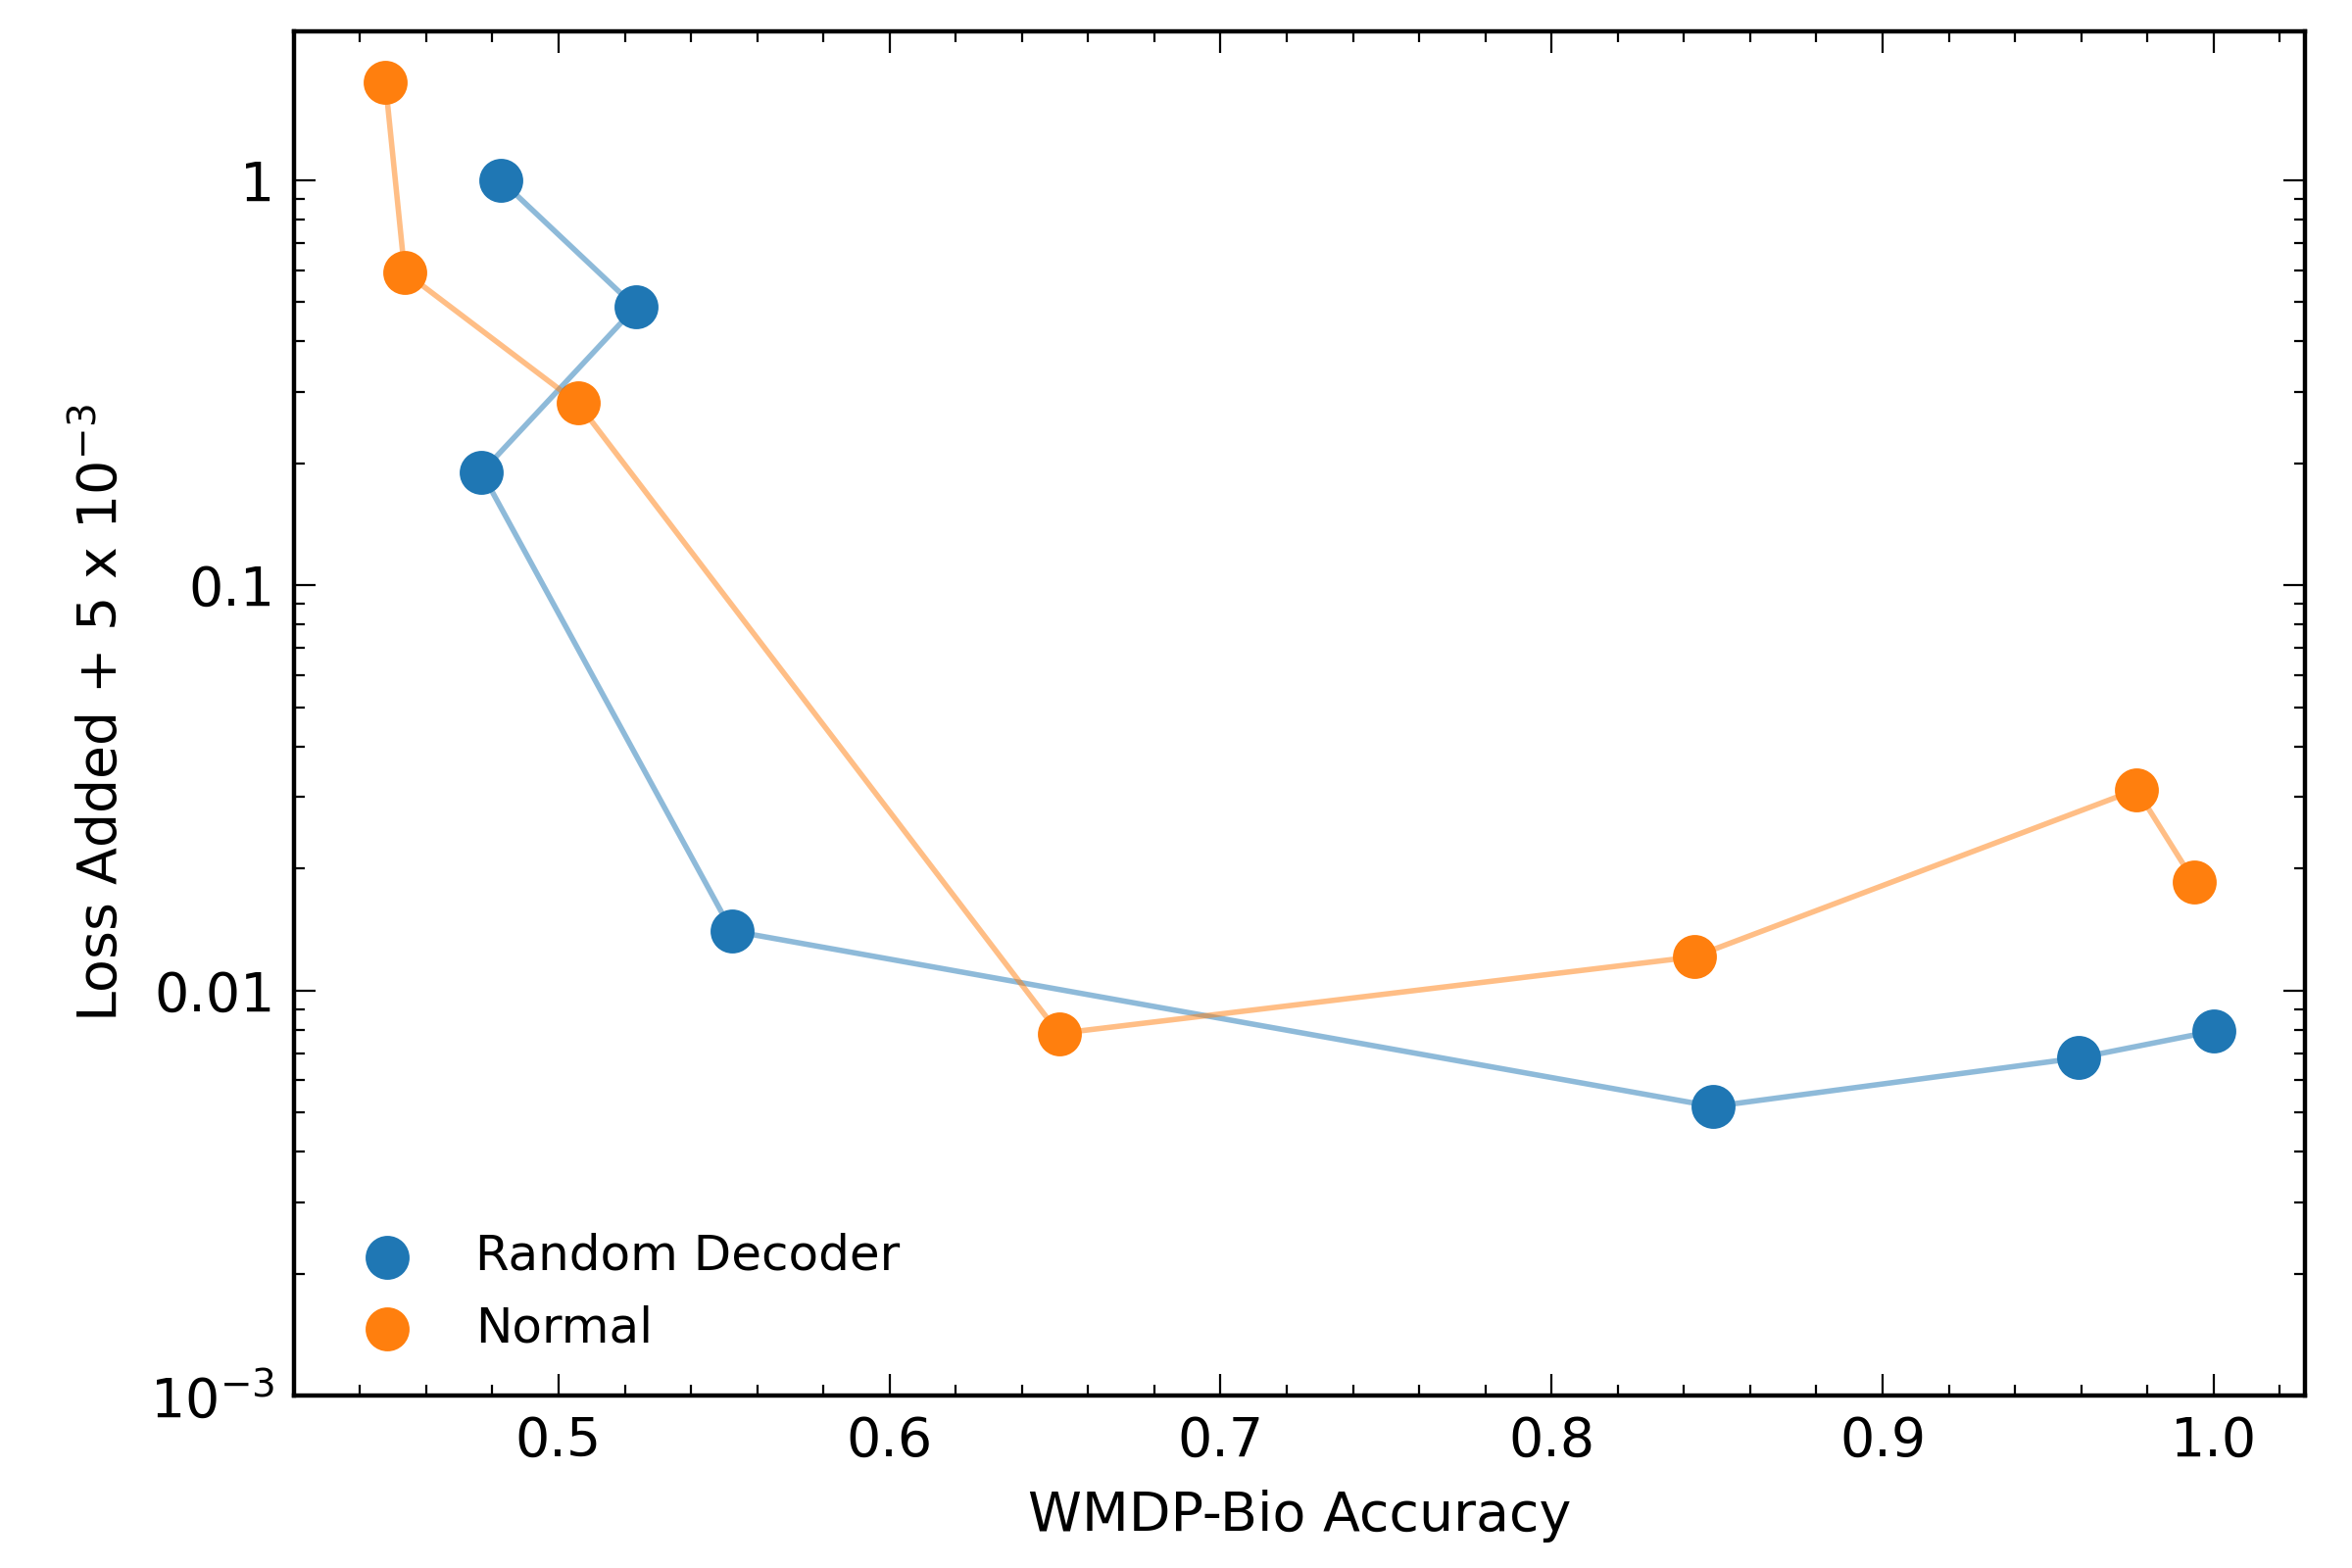 Loss Added + 5 x 10⁻³
1
0.1
0.01
10⁻³
Random Decoder
Normal
0.5 0.6 0.7 0.8 0.9 1.0
WMDP-Bio Accuracy